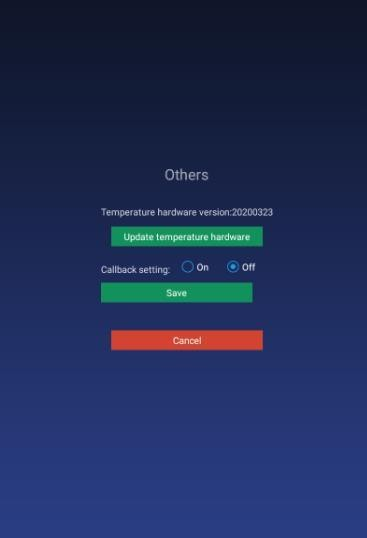 Others
Temperature hardware version:20200323
Update temperature hardware
Callback setting: On Off
Save
Cancel